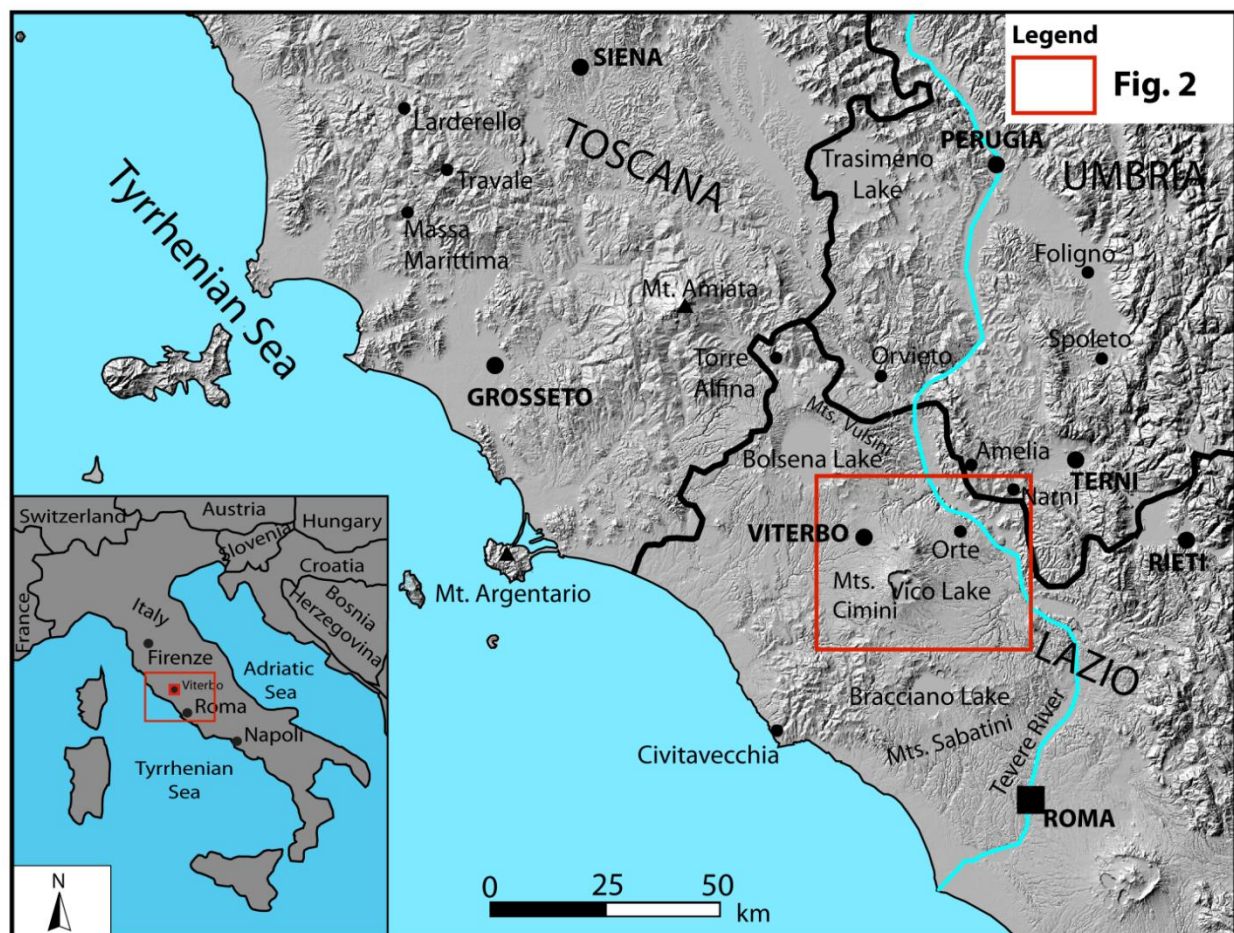 Legend
Fig. 2
SIENA
Larderello
TOSCANA
Travale
Massa
Marittima
Tyrrhenian Sea
Mt. Amiata
GROSSETO
Torre
Alfina
PERUGIA
Trasimeno
Lake
UMBRIA
Foligno
Spoleto
Orvieto
Mts. Vulsini
Bolsena Lake
Amelia
TERNI
Narni
VITERBO
Orte
RIETI
Mts.
Cimini
Vico Lake
Mt. Argentario
LAZIO
Bracciano Lake
Mts. Sabatini
Tevere River
Civitavecchia
ROMA
0 25 50
km
Switzerland
Austria
Hungary
Slovenia
Croatia
Bosnia
Herzegovina
France
Italy
Firenze
Adriatic
Sea
Viterbo
Roma
Napoli
Tyrrhenian
Sea
N